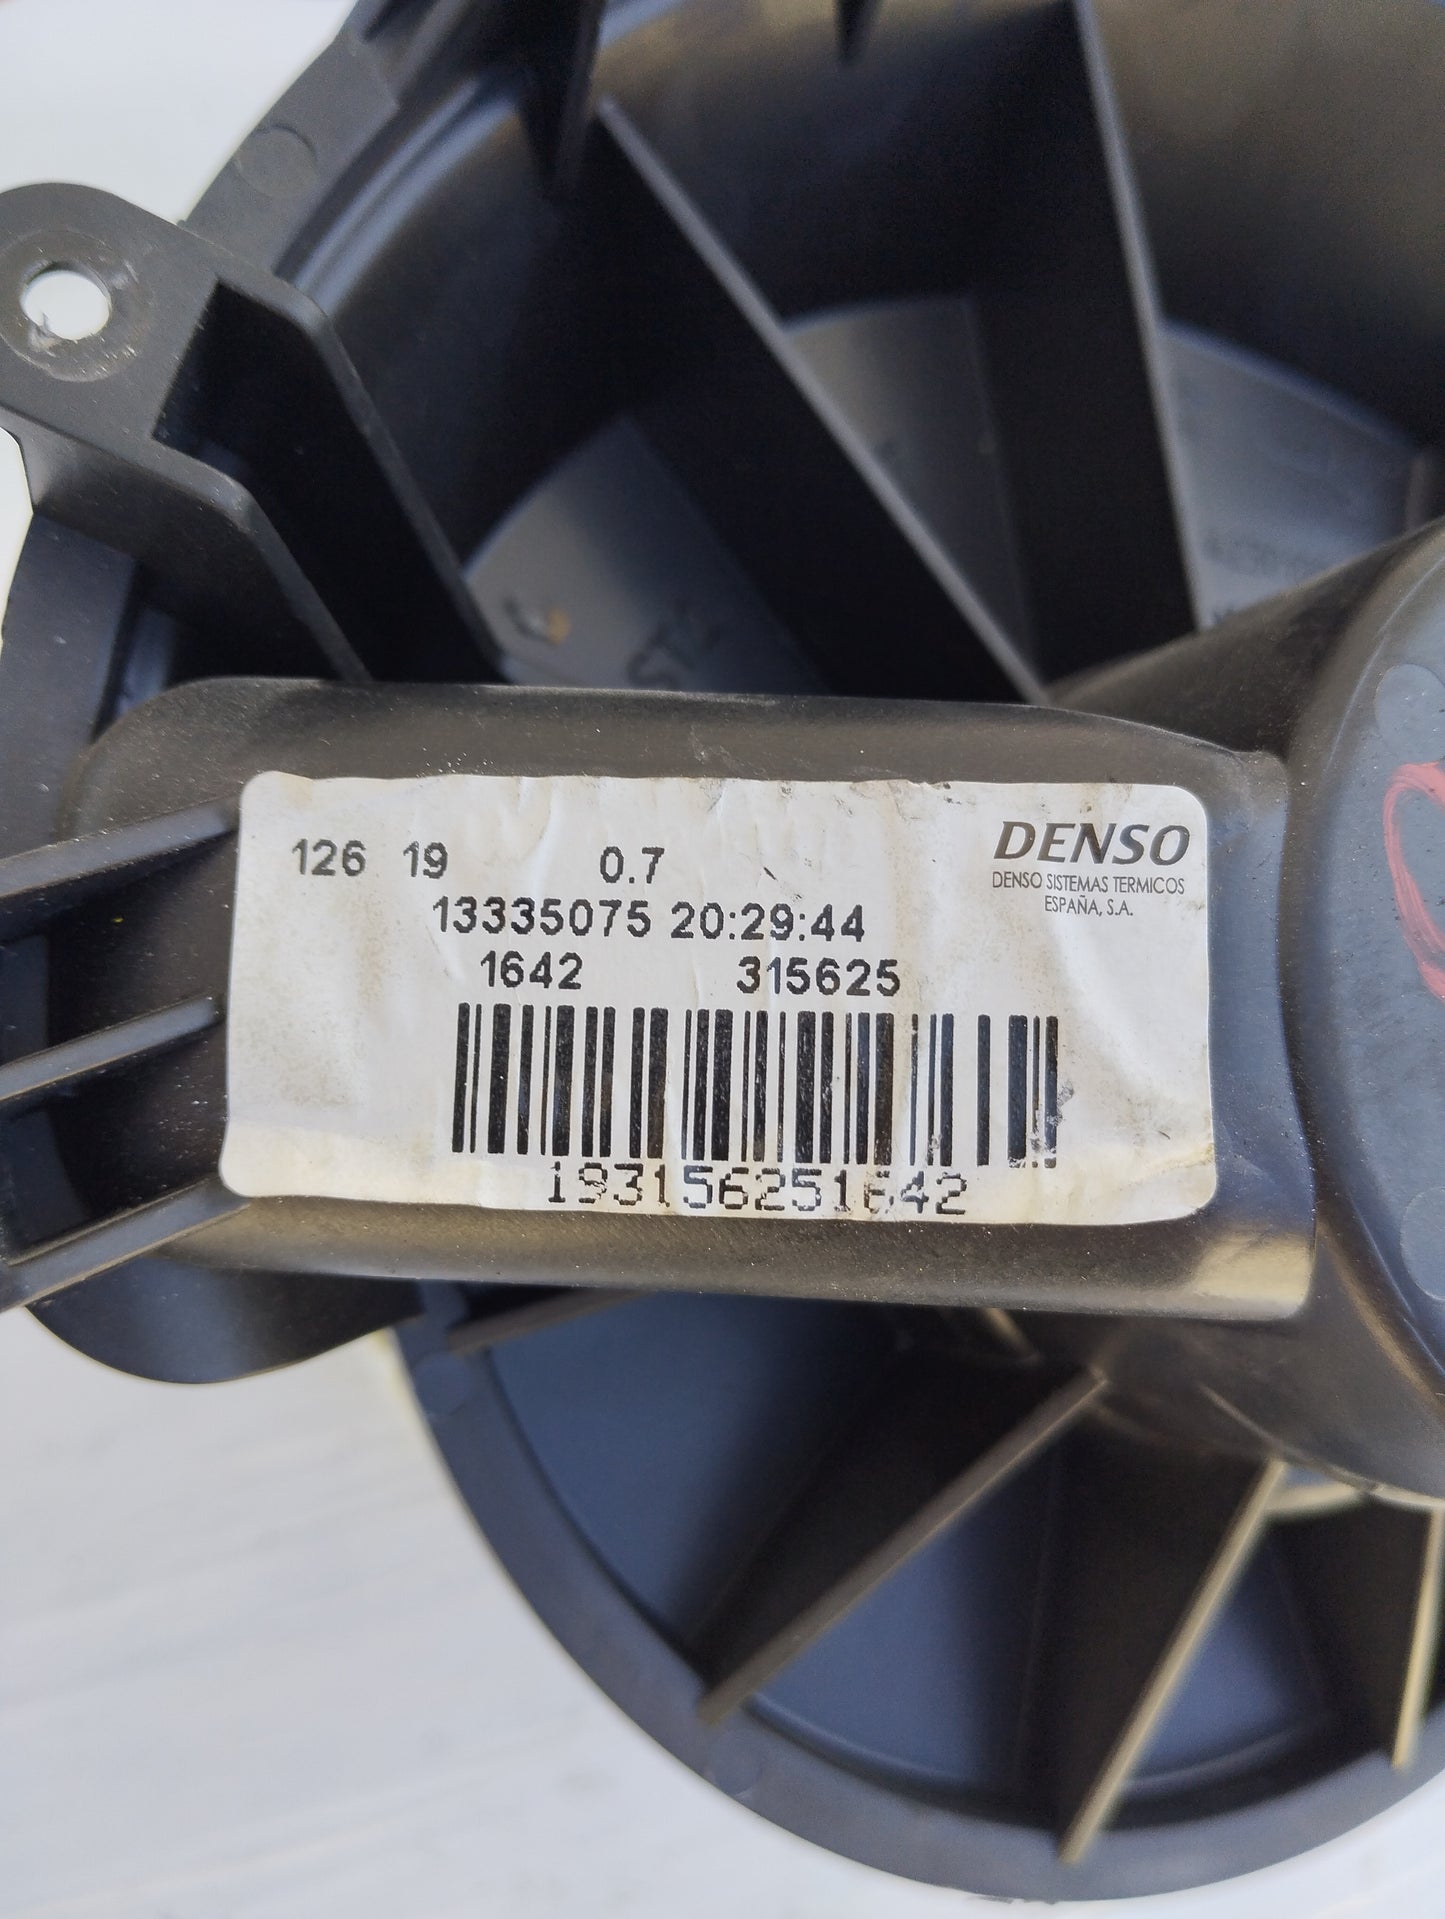 126 19 0.7
DENSO
DENSO SISTEMAS TERMICOS
ESPAÑA, S.A.
13335075 20:29:44
1642 315625
193156251642